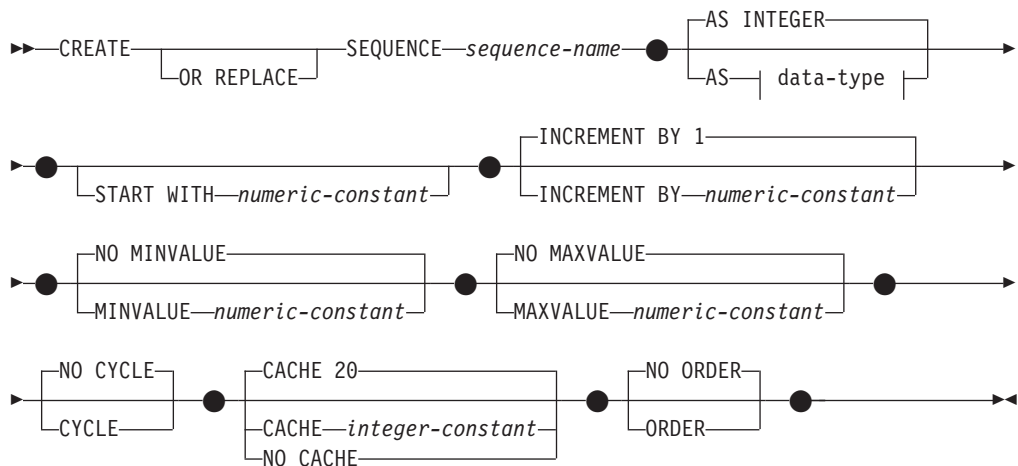 AS INTEGER
CREATE SEQUENCE sequence-name
OR REPLACE AS data-type
INCREMENT BY 1
START WITH numeric-constant INCREMENT BY numeric-constant
NO MINVALUE NO MAXVALUE
MINVALUE numeric-constant MAXVALUE numeric-constant
NO CYCLE CACHE 20 NO ORDER
CYCLE CACHE integer-constant ORDER
NO CACHE